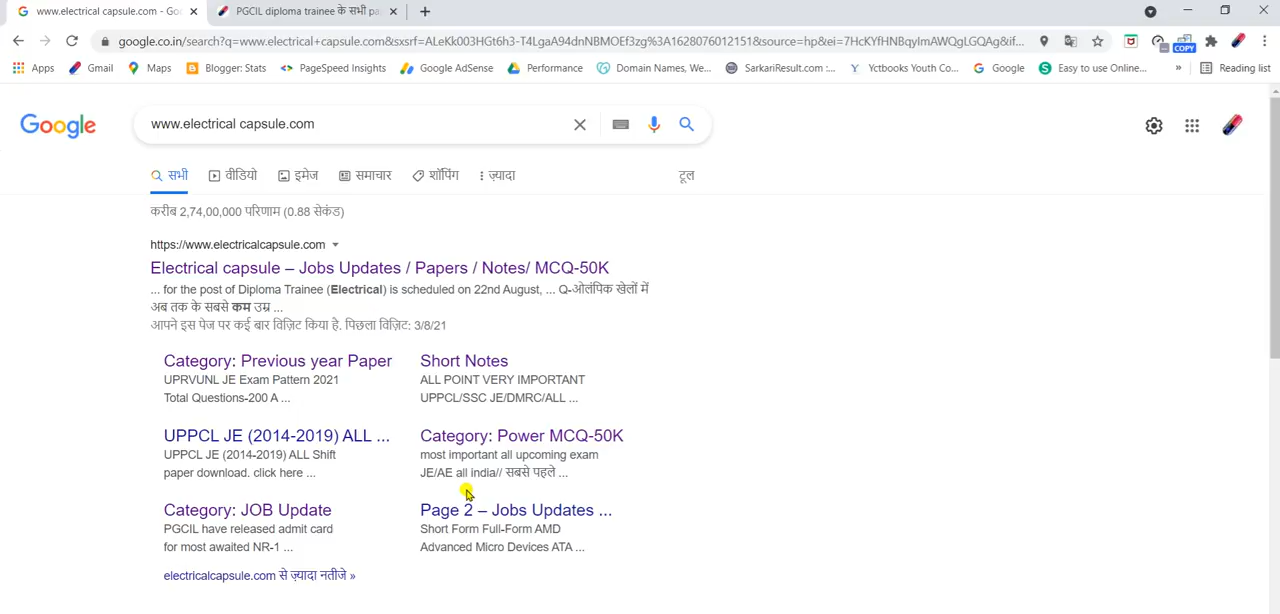 www.electrical capsule.com - Goo
PGCIL diploma trainee के सभी pa
google.co.in/search?q=www.electrical+capsule.com&sxsrf=ALeKk003HGt6h3-T4LgaA94dnNBMOEf3zg%3A1628076012151&source=hp&ei=7HcKYfHNBqylmAWQgLGQAg&if...
COPY
Apps Gmail Maps Blogger: Stats PageSpeed Insights Google AdSense Performance Domain Names, We... SarkariResult.com :... Yctbooks Youth Co... Google Easy to use Online... » Reading list
Google
www.electrical capsule.com
सभी वीडियो इमेज समाचार शॉपिंग ज़्यादा टूल
करीब 2,74,00,000 परिणाम (0.88 सेकंड)
https://www.electricalcapsule.com
Electrical capsule – Jobs Updates / Papers / Notes/ MCQ-50K
... for the post of Diploma Trainee (Electrical) is scheduled on 22nd August, ... Q-ओलंपिक खेलों में
अब तक के सबसे कम उम्र ...
आपने इस पेज पर कई बार विज़िट किया है. पिछला विज़िट: 3/8/21
Category: Previous year Paper
UPRVUNL JE Exam Pattern 2021
Total Questions-200 A ...
Short Notes
ALL POINT VERY IMPORTANT
UPPCL/SSC JE/DMRC/ALL ...
UPPCL JE (2014-2019) ALL ...
UPPCL JE (2014-2019) ALL Shift
paper download. click here ...
Category: Power MCQ-50K
most important all upcoming exam
JE/AE all india// सबसे पहले ...
Category: JOB Update
PGCIL have released admit card
for most awaited NR-1 ...
Page 2 – Jobs Updates ...
Short Form Full-Form AMD
Advanced Micro Devices ATA ...
electricalcapsule.com से ज़्यादा नतीजे »